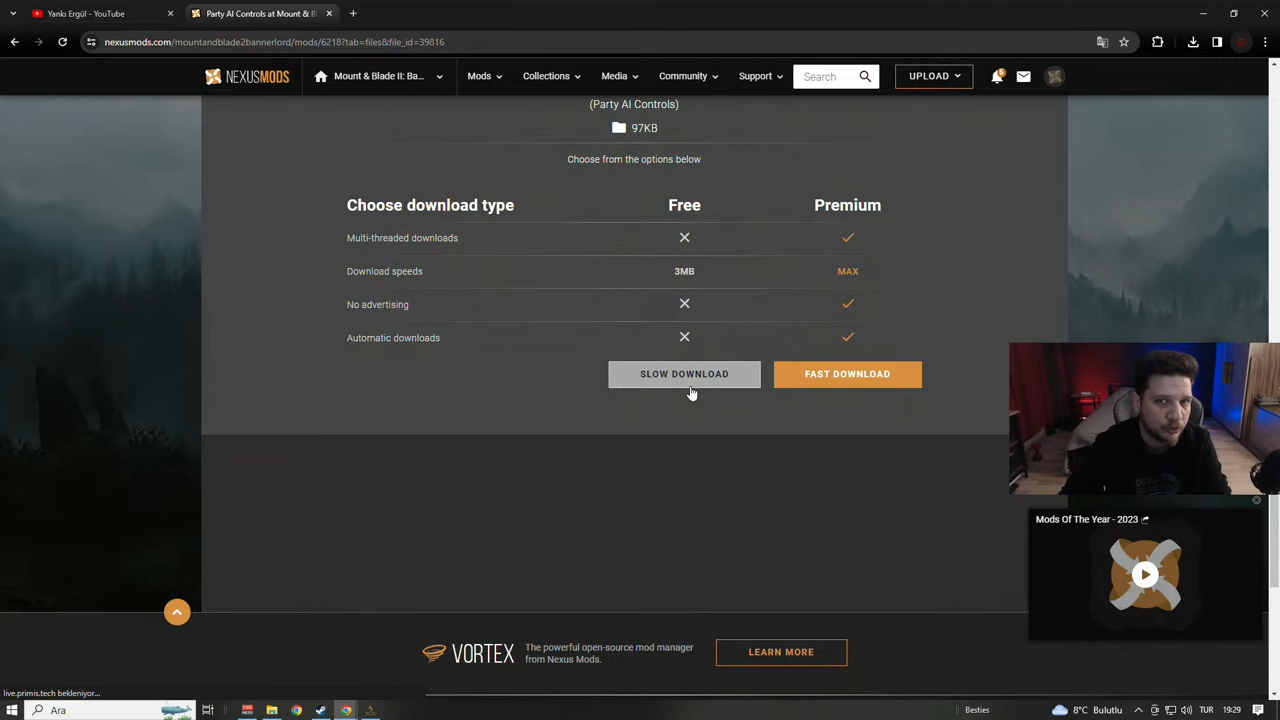 Yankı Ergül - YouTube
Party AI Controls at Mount & Bl
nexusmods.com/mountandblade2bannerlord/mods/6218?tab=files&file_id=39816
NEXUSMODS
Mount & Blade II: Ba...
Mods
Collections
Media
Community
Support
Search
UPLOAD
(Party AI Controls)
97KB
Choose from the options below
Choose download type
Free
Premium
Multi-threaded downloads
Download speeds
3MB
MAX
No advertising
Automatic downloads
SLOW DOWNLOAD
FAST DOWNLOAD
Mods Of The Year - 2023
VORTEX
The powerful open-source mod manager
from Nexus Mods.
LEARN MORE
live.primis.tech bekleniyor...
Ara
Besties
8°C Bulutlu
TUR
19:29